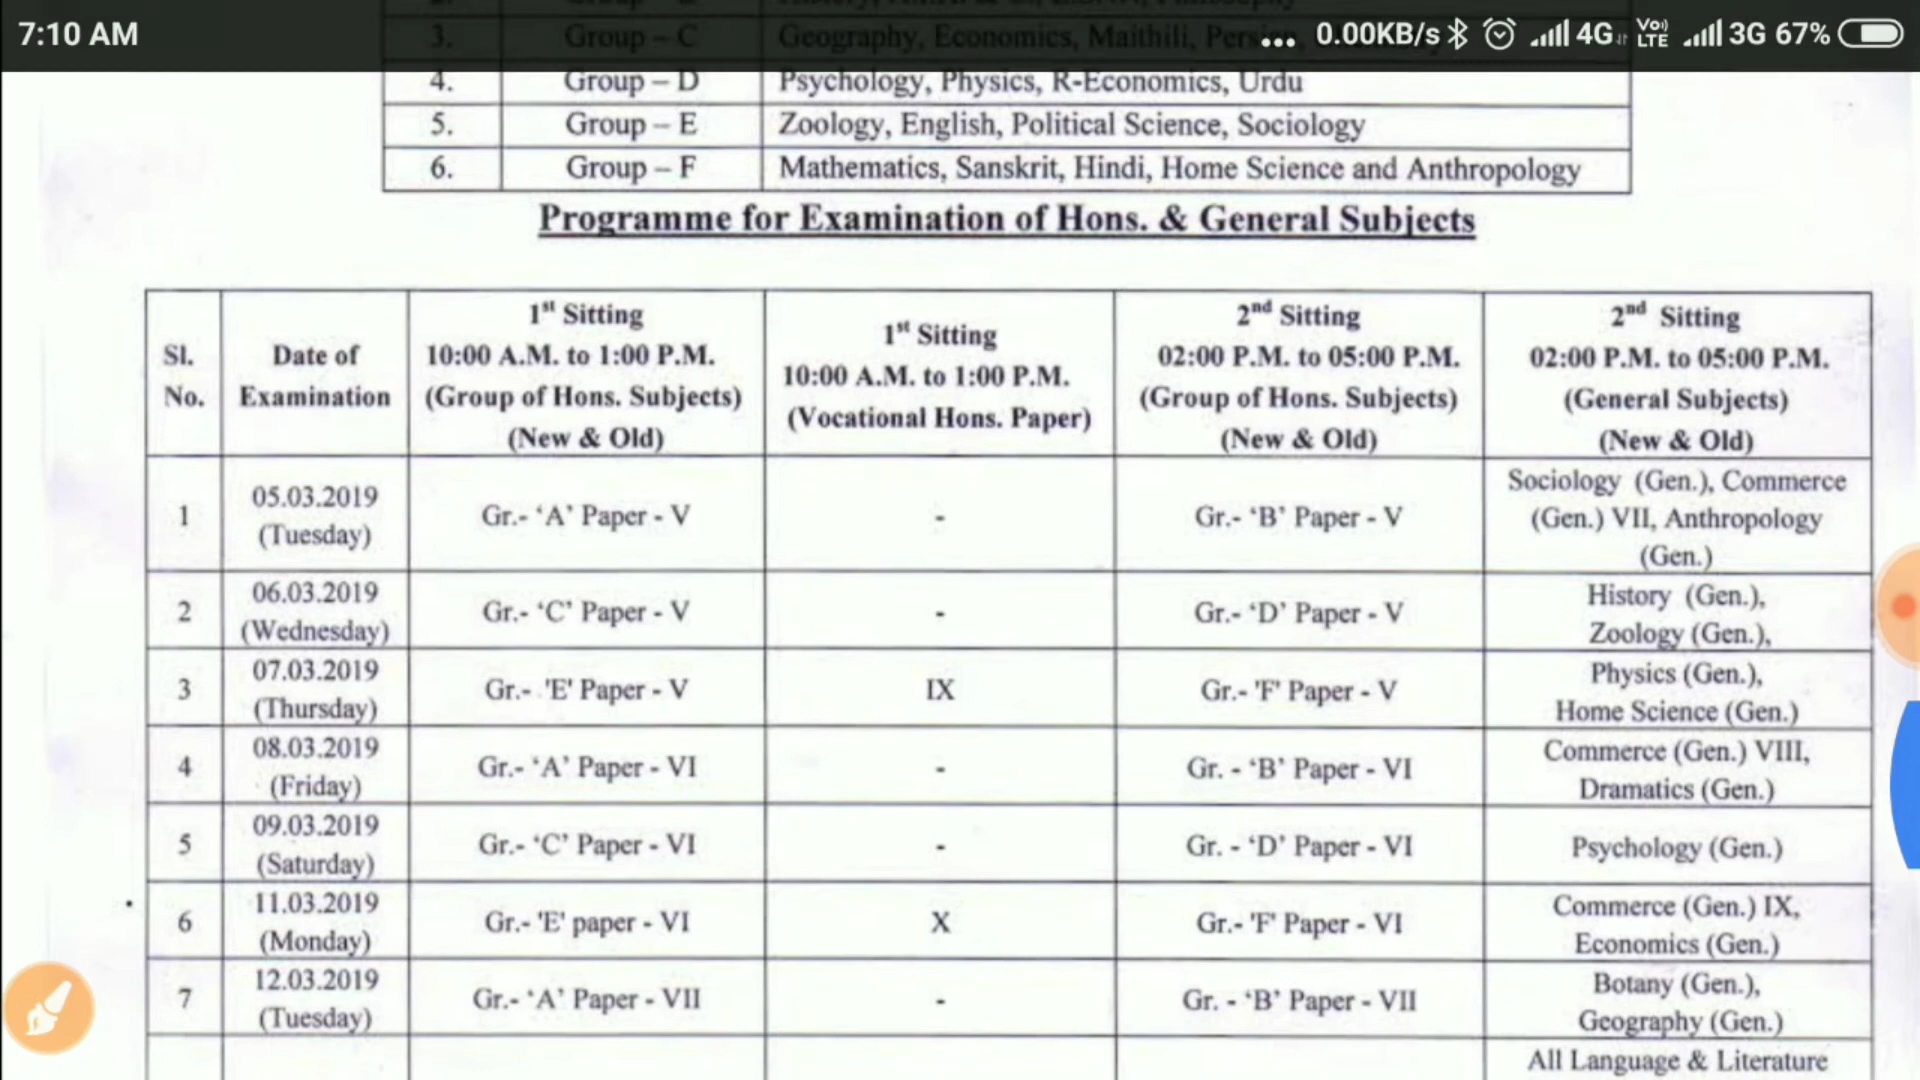 7:10 AM
... 0.00KB/s 4G Vo) LTE 3G 67%
3. Group – C Geography, Economics, Maithili,
4. Group – D Psychology, Physics, R-Economics, Urdu
5. Group – E Zoology, English, Political Science, Sociology
6. Group – F Mathematics, Sanskrit, Hindi, Home Science and Anthropology
Programme for Examination of Hons. & General Subjects
Sl. No.
Date of Examination
1st Sitting
10:00 A.M. to 1:00 P.M.
(Group of Hons. Subjects)
(New & Old)
1st Sitting
10:00 A.M. to 1:00 P.M.
(Vocational Hons. Paper)
2nd Sitting
02:00 P.M. to 05:00 P.M.
(Group of Hons. Subjects)
(New & Old)
2nd Sitting
02:00 P.M. to 05:00 P.M.
(General Subjects)
(New & Old)
1
05.03.2019
(Tuesday)
Gr.- ‘A’ Paper - V
-
Gr.- ‘B’ Paper - V
Sociology (Gen.), Commerce
(Gen.) VII, Anthropology
(Gen.)
2
06.03.2019
(Wednesday)
Gr.- ‘C’ Paper - V
-
Gr.- ‘D’ Paper - V
History (Gen.),
Zoology (Gen.),
3
07.03.2019
(Thursday)
Gr.- 'E' Paper - V
IX
Gr.- 'F' Paper - V
Physics (Gen.),
Home Science (Gen.)
4
08.03.2019
(Friday)
Gr.- ‘A’ Paper - VI
-
Gr. - ‘B’ Paper - VI
Commerce (Gen.) VIII,
Dramatics (Gen.)
5
09.03.2019
(Saturday)
Gr.- ‘C’ Paper - VI
-
Gr. - ‘D’ Paper - VI
Psychology (Gen.)
6
11.03.2019
(Monday)
Gr.- 'E' paper - VI
X
Gr.- 'F' Paper - VI
Commerce (Gen.) IX,
Economics (Gen.)
7
12.03.2019
(Tuesday)
Gr.- ‘A’ Paper - VII
-
Gr. - ‘B’ Paper - VII
Botany (Gen.),
Geography (Gen.)
All Language & Literature